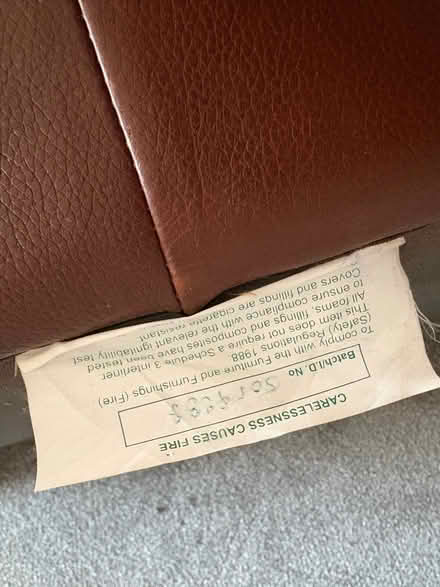 CARELESSNESS CAUSES FIRE
Batch/I.D. No
To comply with the Furniture and Furnishings (Fire)
(Safety) Regulations 1988
This item does not require a Schedule 3 interliner
All foams, fillings and composites have been tested
to ensure compliance with the relevant ignitability test
Covers and fillings are cigarette resistant